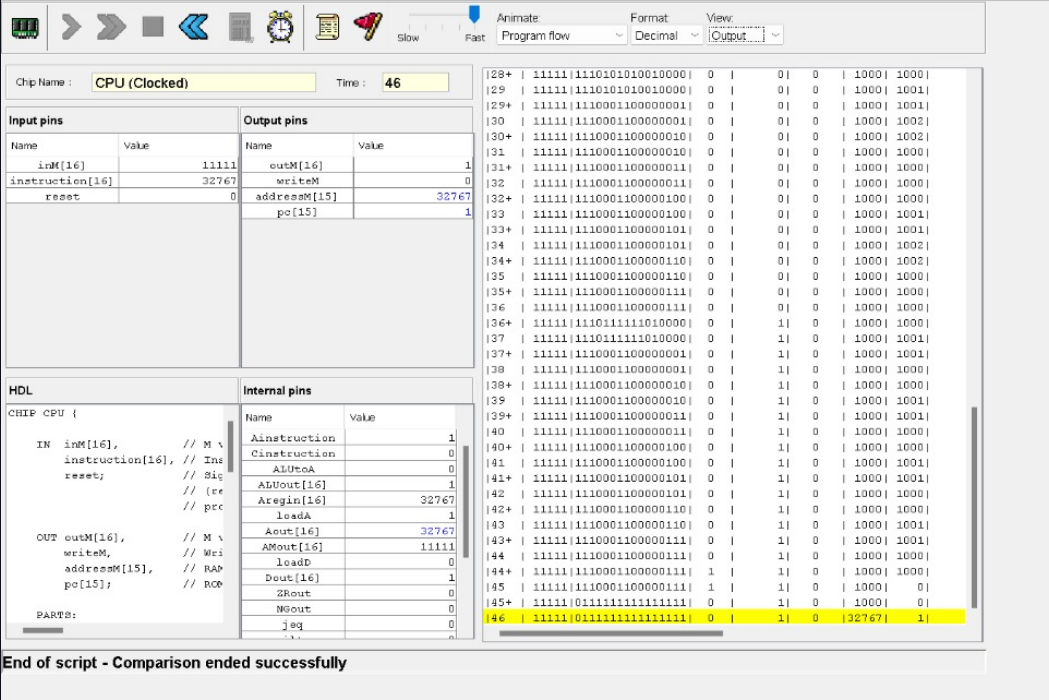 Slow Fast
Animate: Format: View:
Program flow Decimal Output
Chip Name : CPU (Clocked) Time : 46
Input pins
Name Value
inM[16] 11111
instruction[16] 32767
reset 0
Output pins
Name Value
outM[16] 1
writeM 0
addressM[15] 32767
pc[15] 1
HDL
CHIP CPU {
IN inM[16], // M
instruction[16], //
reset; //
// (re
// pro
OUT outM[16], // M
writeM, //
addressM[15], //
pc[15]; //
PARTS:
Internal pins
Name Value
Ainstruction 1
Cinstruction 0
ALUtoA 0
ALUout[16] 1
Aregin[16] 32767
loadA 1
Aout[16] 32767
AMout[16] 11111
loadD 0
Dout[16] 1
ZRout 0
NGout 0
jeq 0
|28+ | 11111|1110101010010000| 0 | 0| 0 | 1000| 1000|
|29 | 11111|1110101010010000| 0 | 0| 0 | 1000| 1001|
|29+ | 11111|1110001100000001| 0 | 0| 0 | 1000| 1001|
|30 | 11111|1110001100000001| 0 | 0| 0 | 1000| 1002|
|30+ | 11111|1110001100000010| 0 | 0| 0 | 1000| 1002|
|31 | 11111|1110001100000010| 0 | 0| 0 | 1000| 1000|
|31+ | 11111|1110001100000011| 0 | 0| 0 | 1000| 1000|
|32 | 11111|1110001100000011| 0 | 0| 0 | 1000| 1000|
|32+ | 11111|1110001100000100| 0 | 0| 0 | 1000| 1000|
|33 | 11111|1110001100000100| 0 | 0| 0 | 1000| 1001|
|33+ | 11111|1110001100000101| 0 | 0| 0 | 1000| 1001|
|34 | 11111|1110001100000101| 0 | 0| 0 | 1000| 1002|
|34+ | 11111|1110001100000110| 0 | 0| 0 | 1000| 1002|
|35 | 11111|1110001100000110| 0 | 0| 0 | 1000| 1000|
|35+ | 11111|1110001100000111| 0 | 0| 0 | 1000| 1000|
|36 | 11111|1110001100000111| 0 | 0| 0 | 1000| 1000|
|36+ | 11111|1110111111010000| 0 | 1| 0 | 1000| 1000|
|37 | 11111|1110111111010000| 0 | 1| 0 | 1000| 1001|
|37+ | 11111|1110001100000001| 0 | 1| 0 | 1000| 1001|
|38 | 11111|1110001100000001| 0 | 1| 0 | 1000| 1000|
|38+ | 11111|1110001100000010| 0 | 1| 0 | 1000| 1000|
|39 | 11111|1110001100000010| 0 | 1| 0 | 1000| 1001|
|39+ | 11111|1110001100000011| 0 | 1| 0 | 1000| 1001|
|40 | 11111|1110001100000011| 0 | 1| 0 | 1000| 1000|
|40+ | 11111|1110001100000100| 0 | 1| 0 | 1000| 1000|
|41 | 11111|1110001100000100| 0 | 1| 0 | 1000| 1001|
|41+ | 11111|1110001100000101| 0 | 1| 0 | 1000| 1001|
|42 | 11111|1110001100000101| 0 | 1| 0 | 1000| 1000|
|42+ | 11111|1110001100000110| 0 | 1| 0 | 1000| 1000|
|43 | 11111|1110001100000110| 0 | 1| 0 | 1000| 1001|
|43+ | 11111|1110001100000111| 0 | 1| 0 | 1000| 1001|
|44 | 11111|1110001100000111| 0 | 1| 0 | 1000| 1000|
|44+ | 11111|1110001100000111| 1 | 1| 0 | 1000| 1000|
|45 | 11111|1110001100000111| 1 | 1| 0 | 1000| 0|
|45+ | 11111|0111111111111111| 0 | 1| 0 | 1000| 0|
|46 | 11111|0111111111111111| 0 | 1| 0 |32767| 1|
End of script - Comparison ended successfully